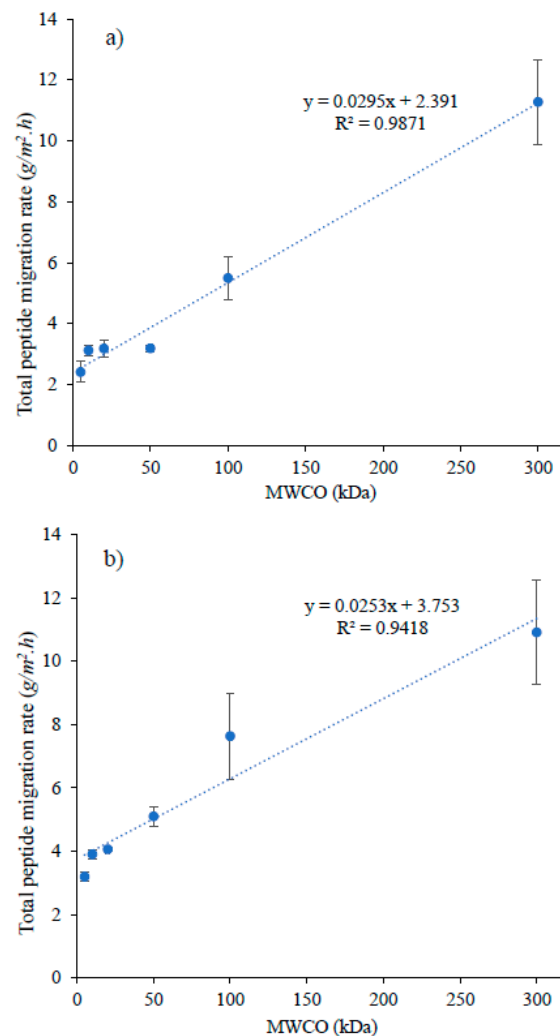 a)
14
12
10
8
6
4
2
0
Total peptide migration rate (g/m².h)
y = 0.0295x + 2.391
R² = 0.9871
0 50 100 150 200 250 300
MWCO (kDa)
b)
14
12
10
8
6
4
2
0
Total peptide migration rate (g/m².h)
y = 0.0253x + 3.753
R² = 0.9418
0 50 100 150 200 250 300
MWCO (kDa)